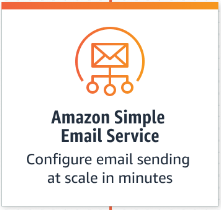 Amazon Simple
Email Service
Configure email sending
at scale in minutes